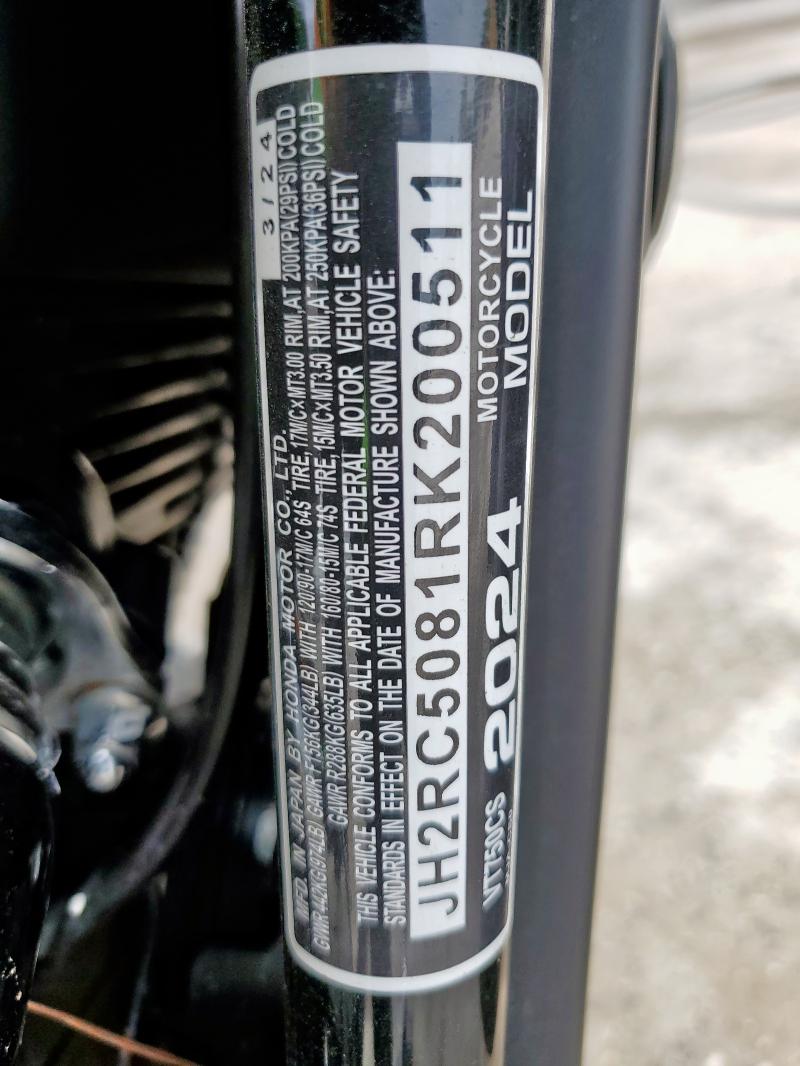 MFD. IN JAPAN BY HONDA MOTOR CO., LTD. 3/24
GVWR 442KG(974LB) GAWR F156KG(344LB) WITH 120/90-17M/C 64S TIRE, 17M/C×MT3.00 RIM, AT 200KPA(29PSI) COLD
GAWR R288KG(635LB) WITH 160/80-15M/C 74S TIRE, 15M/C×MT3.50 RIM, AT 250KPA(36PSI) COLD
THIS VEHICLE CONFORMS TO ALL APPLICABLE FEDERAL MOTOR VEHICLE SAFETY
STANDARDS IN EFFECT ON THE DATE OF MANUFACTURE SHOWN ABOVE:
JH2RC5081RK200511
MOTORCYCLE
VT750CS 2024 MODEL